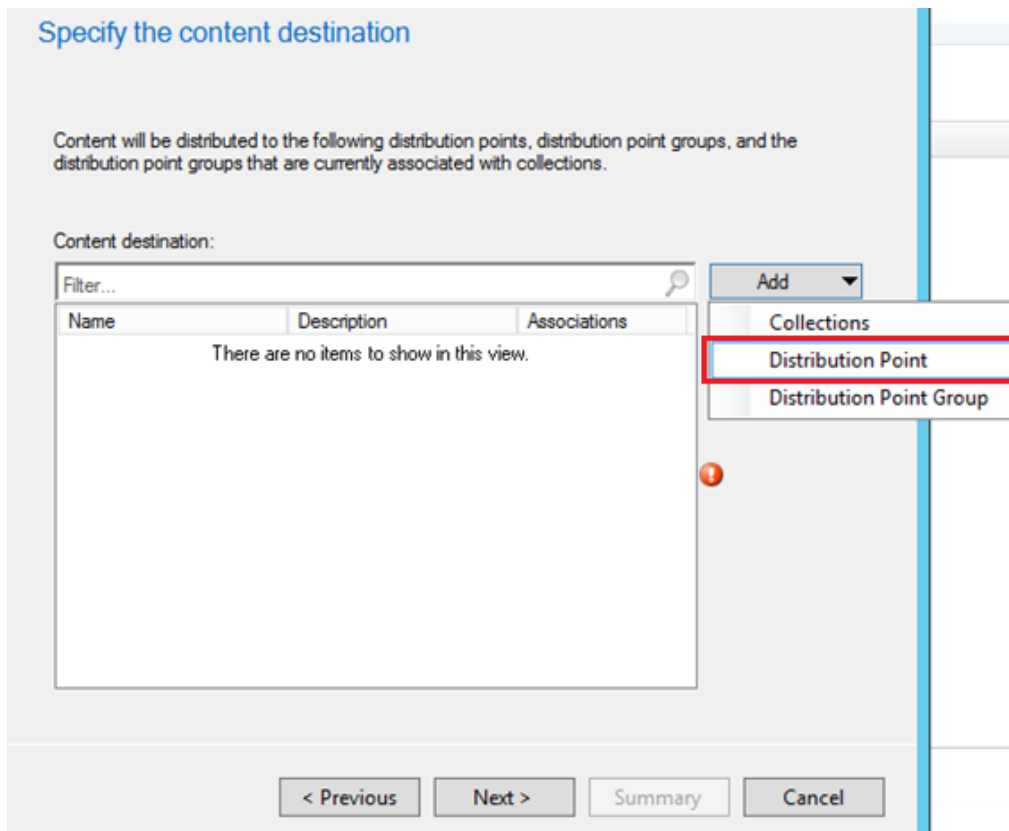 Specify the content destination
Content will be distributed to the following distribution points, distribution point groups, and the
distribution point groups that are currently associated with collections.
Content destination:
Filter...
Add
Name Description Associations
There are no items to show in this view.
Collections
Distribution Point
Distribution Point Group
< Previous Next > Summary Cancel